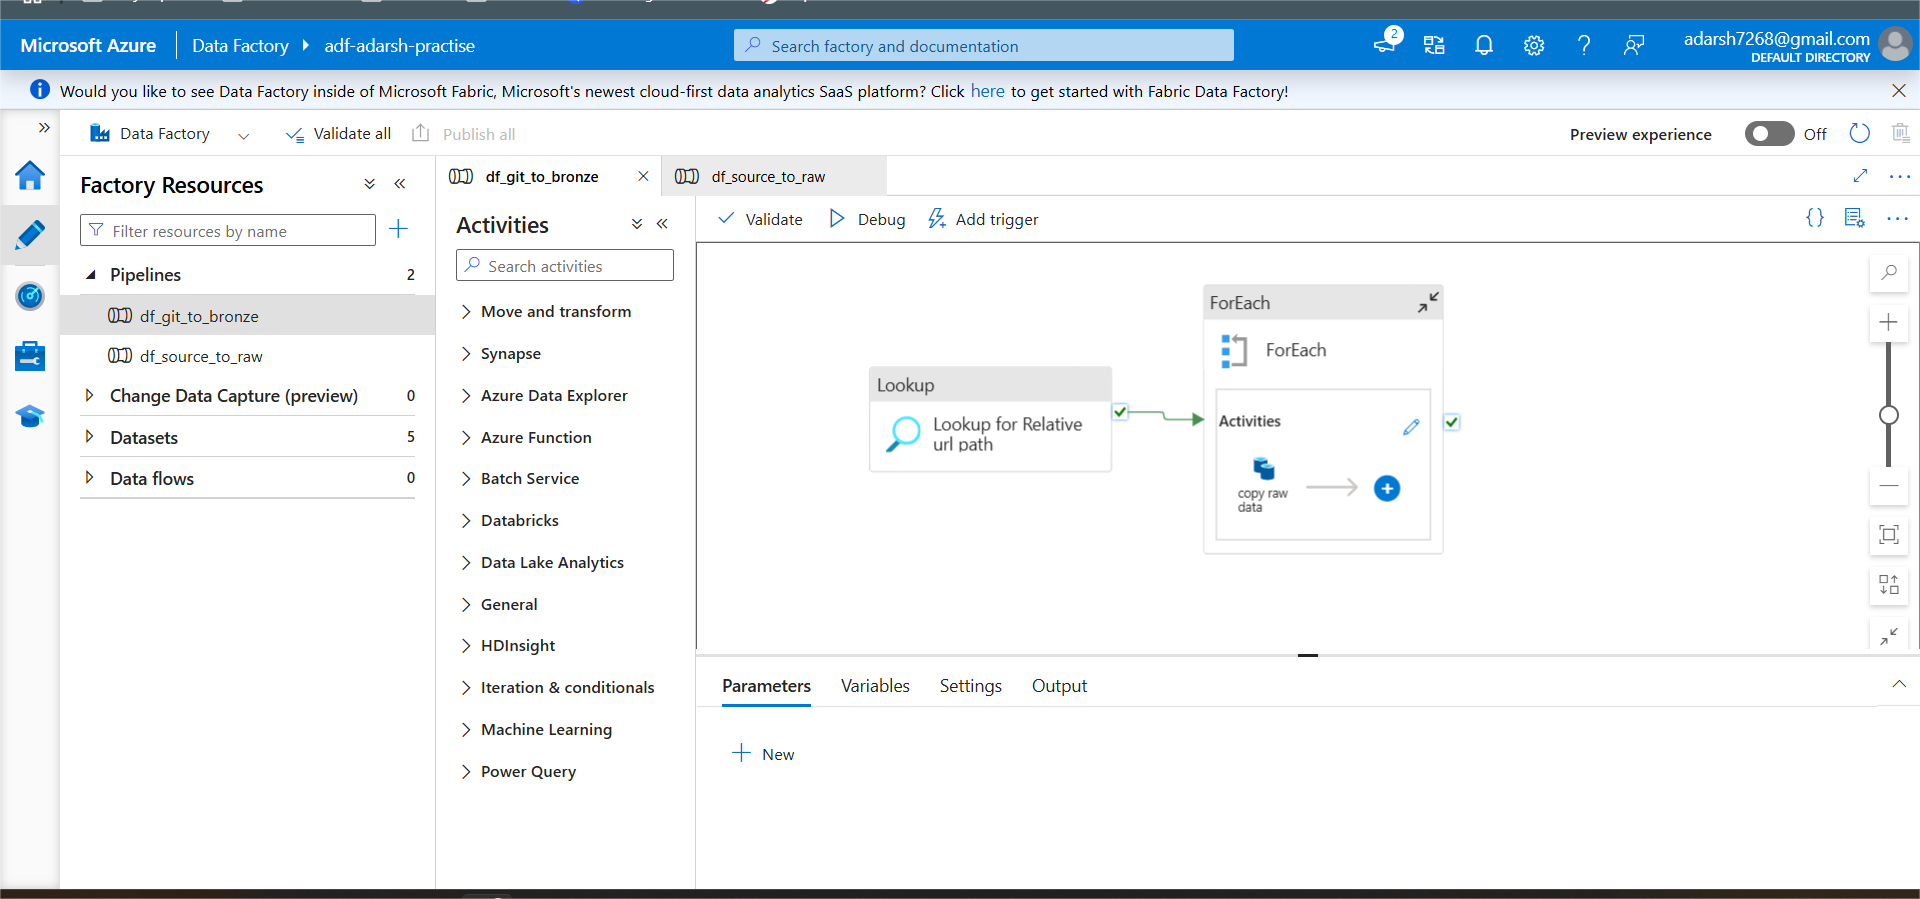 Microsoft Azure
Data Factory
adf-adarsh-practise
Search factory and documentation
2
adarsh7268@gmail.com
DEFAULT DIRECTORY
Would you like to see Data Factory inside of Microsoft Fabric, Microsoft's newest cloud-first data analytics SaaS platform? Click here to get started with Fabric Data Factory!
Data Factory
Validate all
Publish all
Preview experience
Off
Factory Resources
Filter resources by name
Pipelines 2
df_git_to_bronze
df_source_to_raw
Change Data Capture (preview) 0
Datasets 5
Data flows 0
df_git_to_bronze
df_source_to_raw
Activities
Search activities
Move and transform
Synapse
Azure Data Explorer
Azure Function
Batch Service
Databricks
Data Lake Analytics
General
HDInsight
Iteration & conditionals
Machine Learning
Power Query
Validate
Debug
Add trigger
{}
Lookup
Lookup for Relative
url path
ForEach
ForEach
Activities
copy raw
data
Parameters
Variables
Settings
Output
New